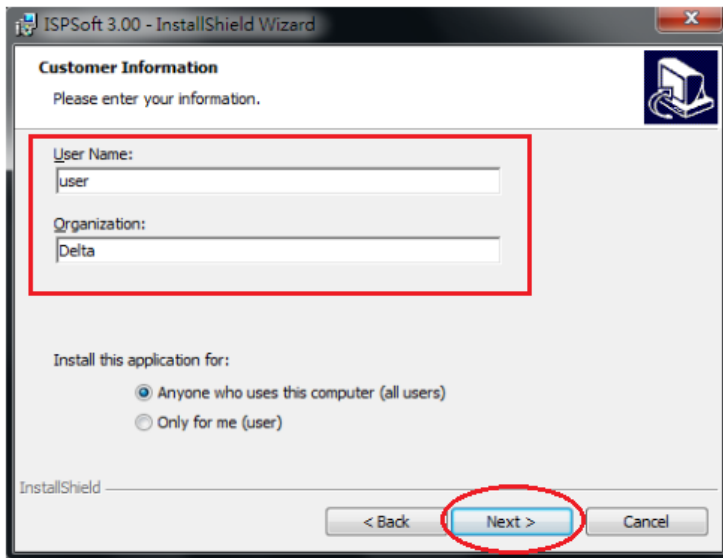 ISPSoft 3.00 - InstallShield Wizard
Customer Information
Please enter your information.
User Name:
user
Organization:
Delta
Install this application for:
Anyone who uses this computer (all users)
Only for me (user)
InstallShield
< Back Next > Cancel